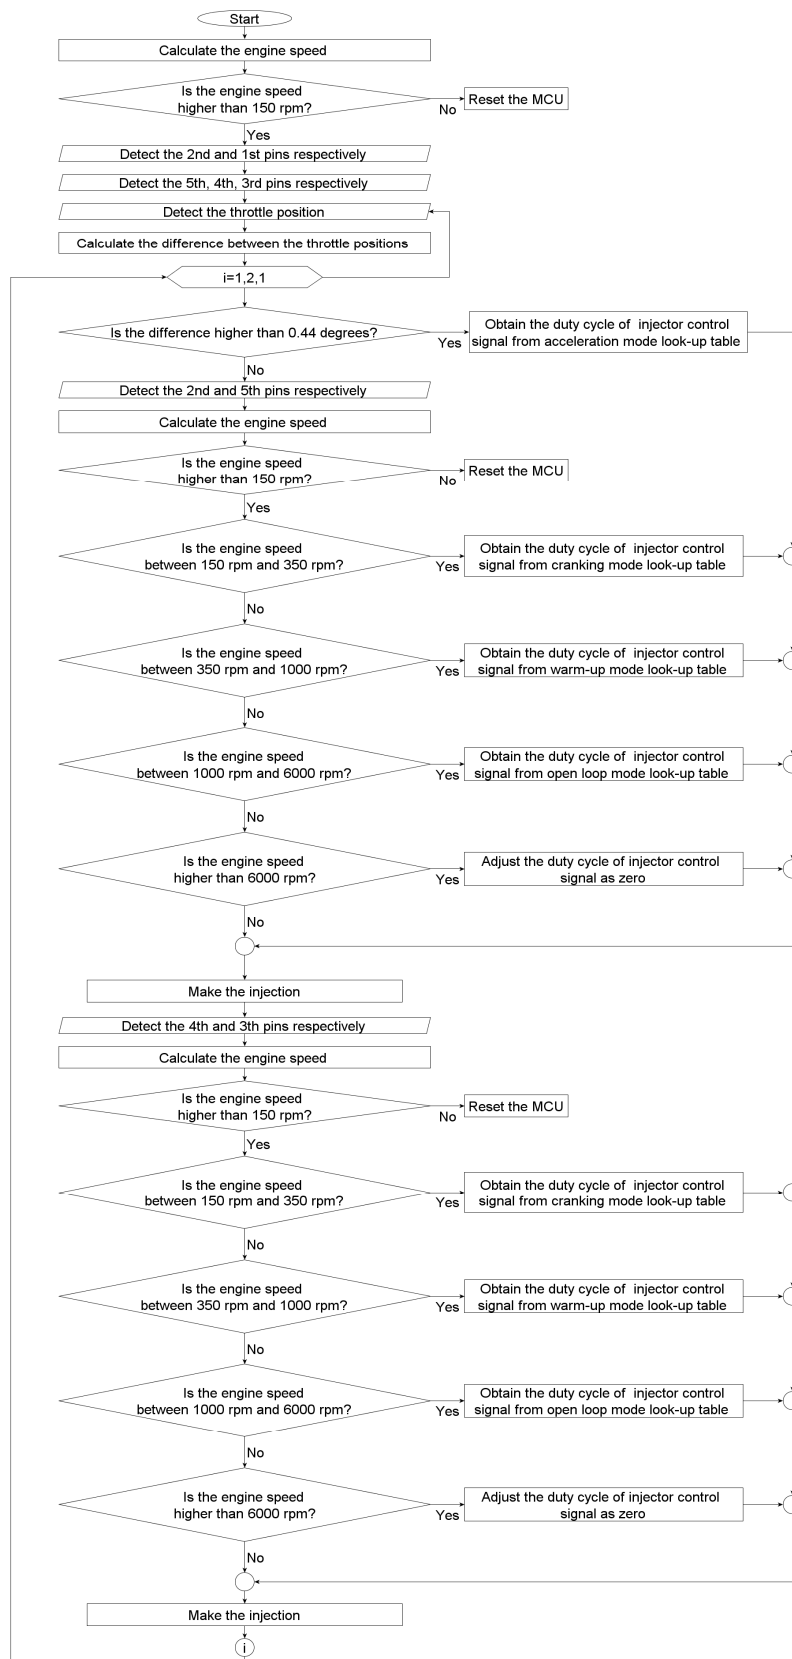 Start
Calculate the engine speed
Is the engine speed
higher than 150 rpm?
No
Reset the MCU
Yes
Detect the 2nd and 1st pins respectively
Detect the 5th, 4th, 3rd pins respectively
Detect the throttle position
Calculate the difference between the throttle positions
i=1,2,1
Is the difference higher than 0.44 degrees?
Yes
Obtain the duty cycle of injector control
signal from acceleration mode look-up table
No
Detect the 2nd and 5th pins respectively
Calculate the engine speed
Is the engine speed
higher than 150 rpm?
No
Reset the MCU
Yes
Is the engine speed
between 150 rpm and 350 rpm?
Yes
Obtain the duty cycle of injector control
signal from cranking mode look-up table
No
Is the engine speed
between 350 rpm and 1000 rpm?
Yes
Obtain the duty cycle of injector control
signal from warm-up mode look-up table
No
Is the engine speed
between 1000 rpm and 6000 rpm?
Yes
Obtain the duty cycle of injector control
signal from open loop mode look-up table
No
Is the engine speed
higher than 6000 rpm?
Yes
Adjust the duty cycle of injector control
signal as zero
No
Make the injection
Detect the 4th and 3th pins respectively
Calculate the engine speed
Is the engine speed
higher than 150 rpm?
No
Reset the MCU
Yes
Is the engine speed
between 150 rpm and 350 rpm?
Yes
Obtain the duty cycle of injector control
signal from cranking mode look-up table
No
Is the engine speed
between 350 rpm and 1000 rpm?
Yes
Obtain the duty cycle of injector control
signal from warm-up mode look-up table
No
Is the engine speed
between 1000 rpm and 6000 rpm?
Yes
Obtain the duty cycle of injector control
signal from open loop mode look-up table
No
Is the engine speed
higher than 6000 rpm?
Yes
Adjust the duty cycle of injector control
signal as zero
No
Make the injection
i